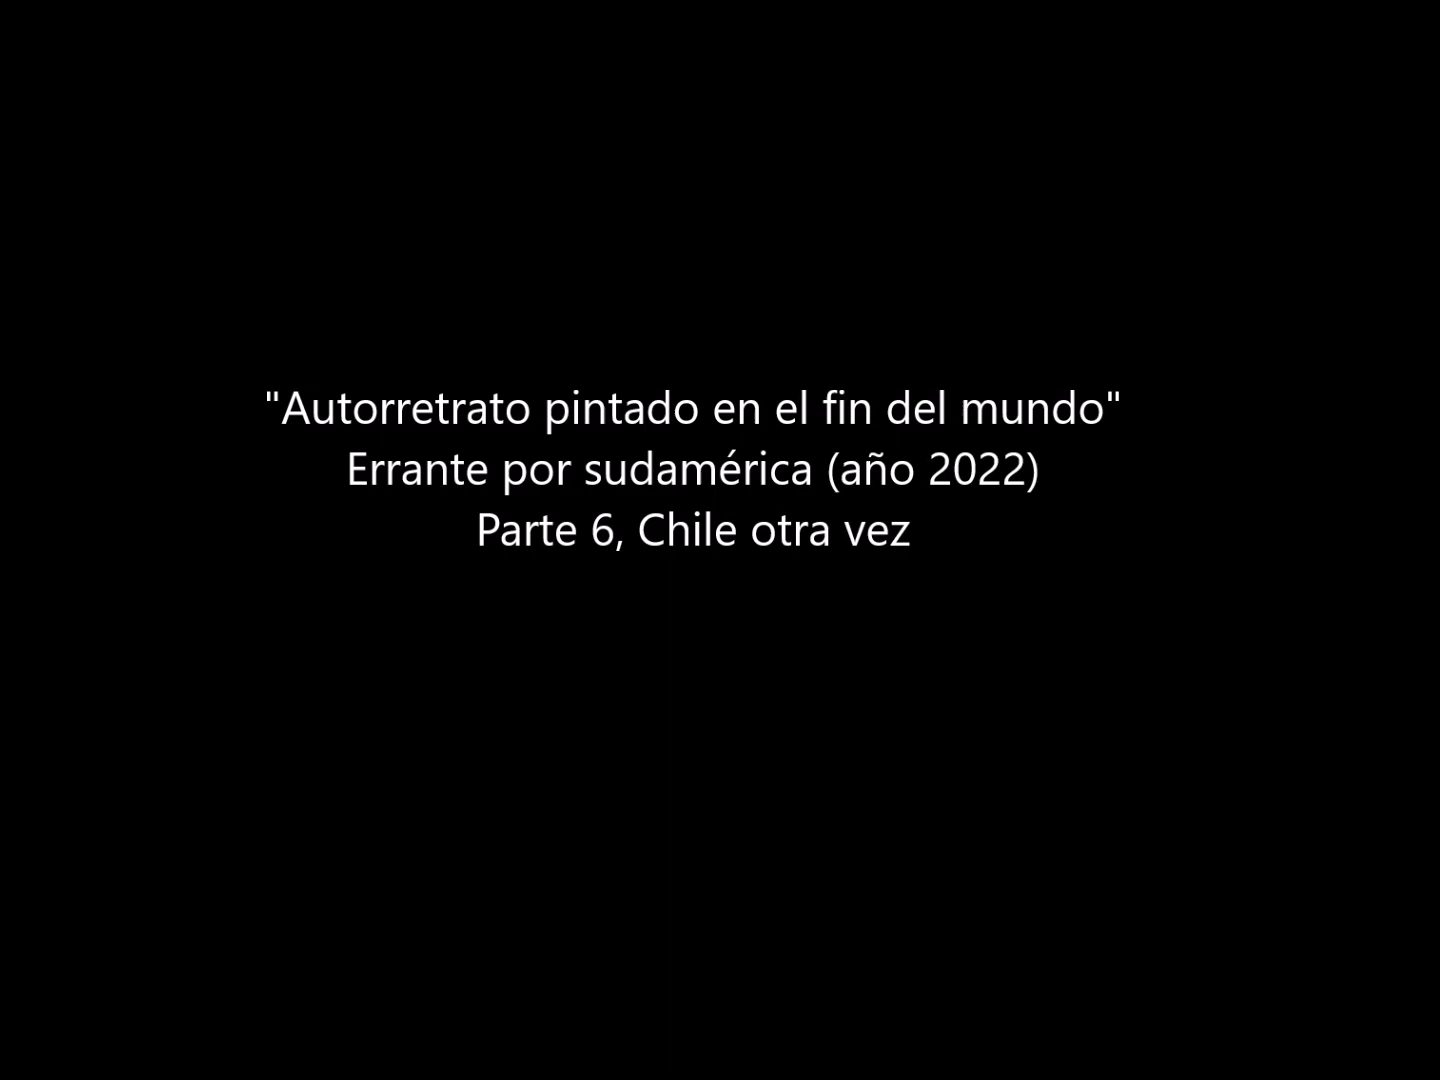 "Autorretrato pintado en el fin del mundo"
Errante por sudamérica (año 2022)
Parte 6, Chile otra vez